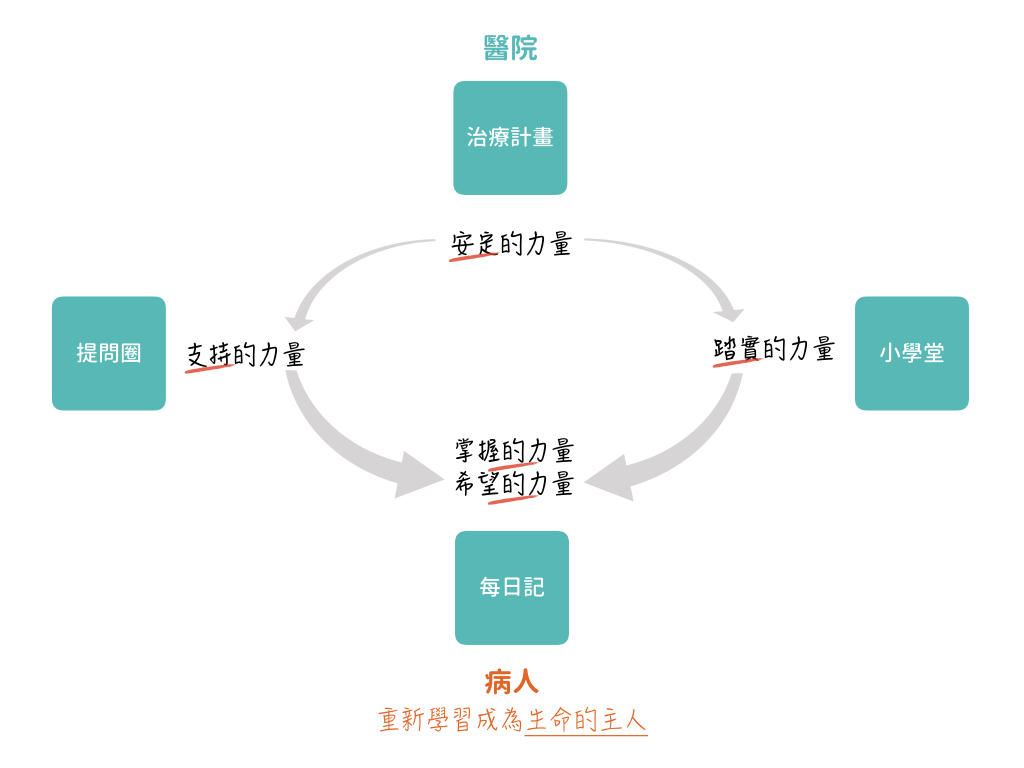 醫院
治療計畫
安定的力量
提問圈
支持的力量
踏實的力量
小學堂
掌握的力量
希望的力量
每日記
病人
重新學習成為生命的主人